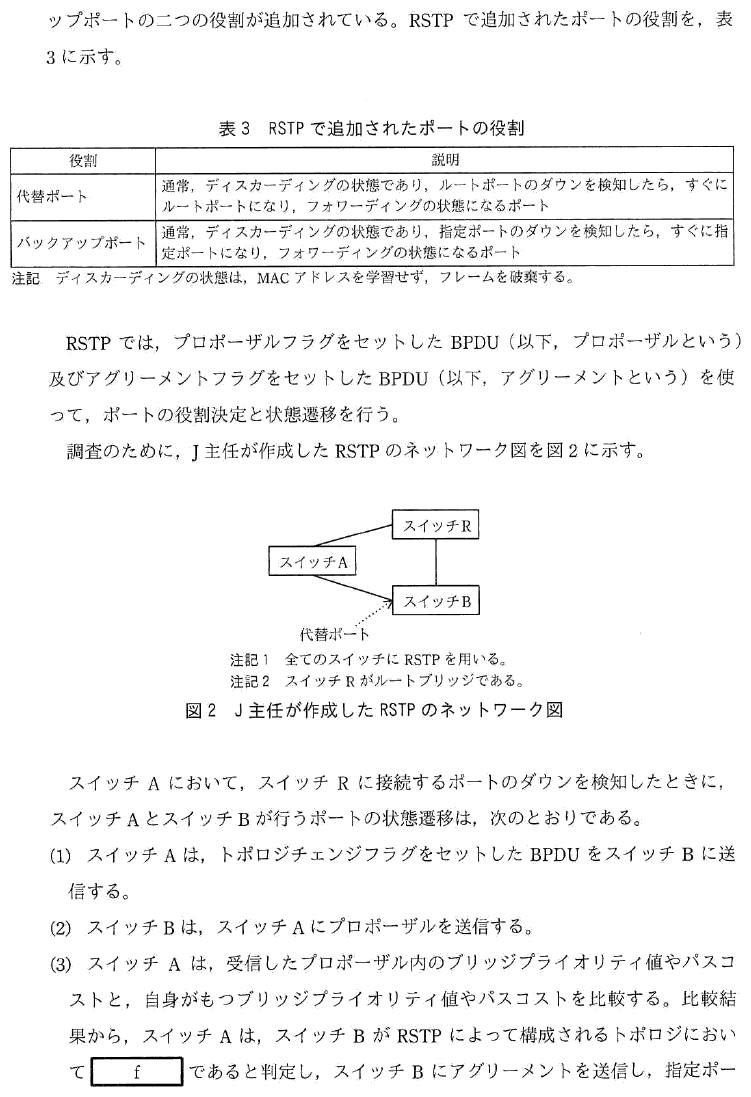 ップポートの二つの役割が追加されている。RSTP で追加されたポートの役割を，表
3 に示す。
表 3　RSTP で追加されたポートの役割
役割
説明
代替ポート
通常，ディスカーディングの状態であり，ルートポートのダウンを検知したら，すぐに
ルートポートになり，フォワーディングの状態になるポート
バックアップポート
通常，ディスカーディングの状態であり，指定ポートのダウンを検知したら，すぐに指
定ポートになり，フォワーディングの状態になるポート
注記　ディスカーディングの状態は，MAC アドレスを学習せず，フレームを破棄する。
RSTP では，プロポーザルフラグをセットした BPDU（以下，プロポーザルという）
及びアグリーメントフラグをセットした BPDU（以下，アグリーメントという）を使
って，ポートの役割決定と状態遷移を行う。
調査のために，J 主任が作成した RSTP のネットワーク図を図 2 に示す。
スイッチR
スイッチA
スイッチB
代替ポート
注記 1　全てのスイッチに RSTP を用いる。
注記 2　スイッチ R がルートブリッジである。
図 2　J 主任が作成した RSTP のネットワーク図
スイッチ A において，スイッチ R に接続するポートのダウンを検知したときに，
スイッチ A とスイッチ B が行うポートの状態遷移は，次のとおりである。
(1)　スイッチ A は，トポロジチェンジフラグをセットした BPDU をスイッチ B に送
信する。
(2)　スイッチ B は，スイッチ A にプロポーザルを送信する。
(3)　スイッチ A は，受信したプロポーザル内のブリッジプライオリティ値やパスコ
ストと，自身がもつブリッジプライオリティ値やパスコストを比較する。比較結
果から，スイッチ A は，スイッチ B が RSTP によって構成されるトポロジにおい
て f であると判定し，スイッチ B にアグリーメントを送信し，指定ポー